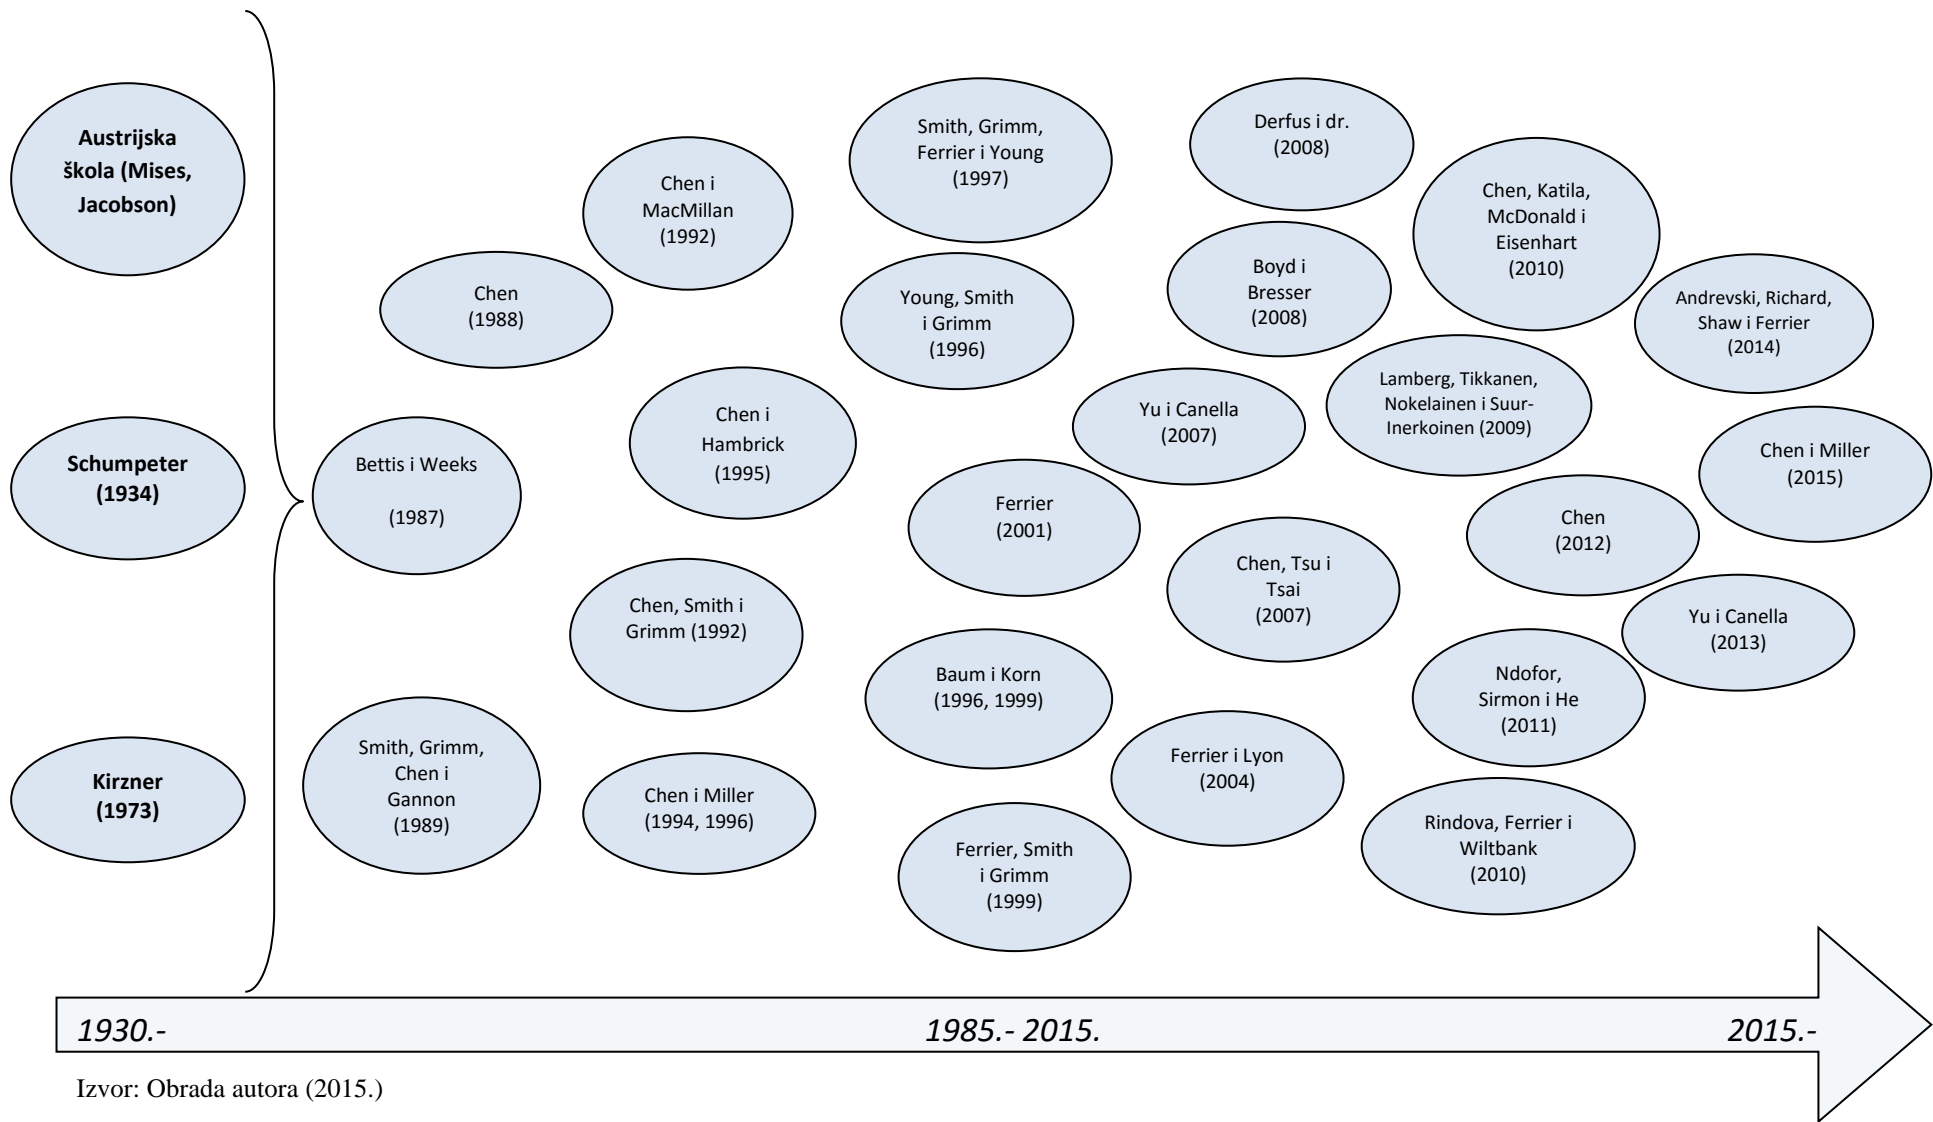 Austrijska
škola (Mises,
Jacobson)
Schumpeter
(1934)
Kirzner
(1973)
Bettis i Weeks
(1987)
Chen
(1988)
Smith, Grimm,
Chen i
Gannon
(1989)
Chen i
MacMillan
(1992)
Chen i
Hambrick
(1995)
Chen, Smith i
Grimm (1992)
Chen i Miller
(1994, 1996)
Smith, Grimm,
Ferrier i Young
(1997)
Young, Smith
i Grimm
(1996)
Ferrier
(2001)
Baum i Korn
(1996, 1999)
Ferrier, Smith
i Grimm
(1999)
Derfus i dr.
(2008)
Boyd i
Bresser
(2008)
Yu i Canella
(2007)
Chen, Tsu i
Tsai
(2007)
Ferrier i Lyon
(2004)
Chen, Katila,
McDonald i
Eisenhart
(2010)
Lamberg, Tikkanen,
Nokelainen i Suur-
Inerkoinen (2009)
Chen
(2012)
Ndofor,
Sirmon i He
(2011)
Rindova, Ferrier i
Wiltbank
(2010)
Andrevski, Richard,
Shaw i Ferrier
(2014)
Chen i Miller
(2015)
Yu i Canella
(2013)
1930.-
1985.- 2015.
2015.-
Izvor: Obrada autora (2015.)